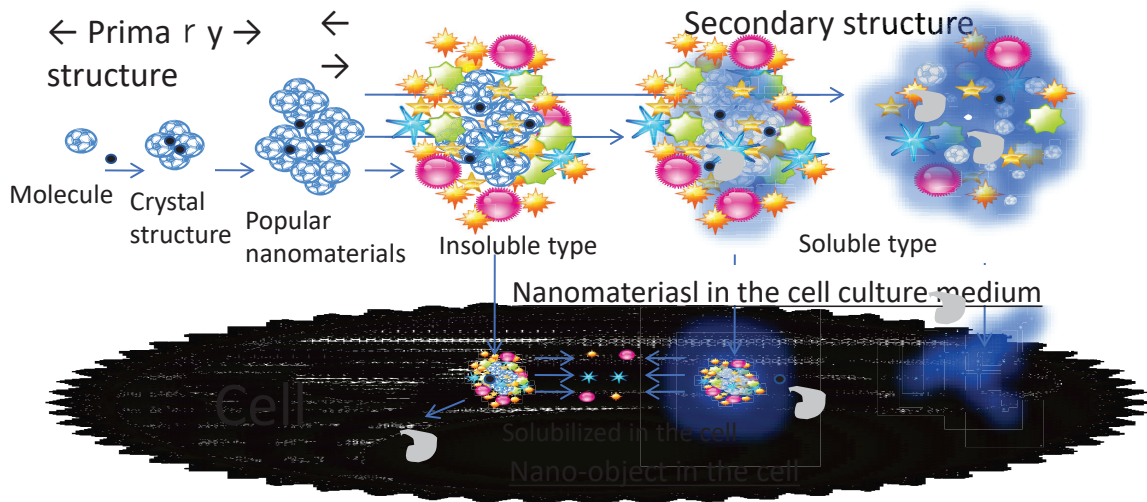 ← Prima r y →
structure
←
→
Secondary structure
Molecule
Crystal
structure
Popular
nanomaterials
Insoluble type
Soluble type
Nanomateriasl in the cell culture medium
Cell
Solubilized in the cell
Nano-object in the cell